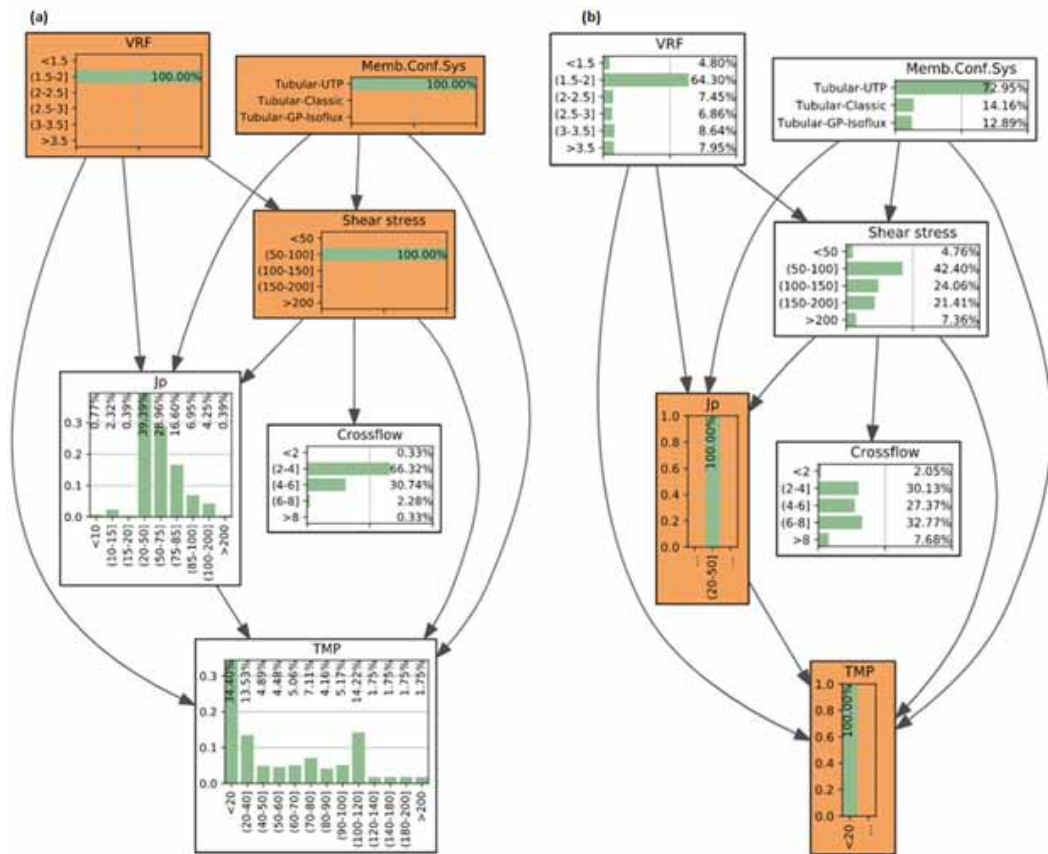 (a)
VRF
<1.5
(1.5-2] 100.00%
(2-2.5]
(2.5-3]
(3-3.5]
>3.5
Memb.Conf.Sys
Tubular-UTP 100.00%
Tubular-Classic
Tubular-GP-Isoflux
Shear stress
<50
(50-100] 100.00%
(100-150]
(150-200]
>200
Jp
0.77% 2.32% 0.39% 39.39% 28.96% 16.60% 6.95% 4.25% 0.39%
0.3
0.2
0.1
0.0
<10 (10-15] (15-20] (20-50] (50-75] (75-85] (85-100] (100-200] >200
Crossflow
<2 0.33%
(2-4] 66.32%
(4-6] 30.74%
(6-8] 2.28%
>8 0.33%
TMP
34.40% 13.53% 4.89% 4.48% 5.06% 7.11% 4.16% 5.17% 14.22% 1.75% 1.75% 1.75% 1.75%
0.3
0.2
0.1
0.0
<20 (20-40] (40-50] (50-60] (60-70] (70-80] (80-90] (90-100] (100-120] (120-140] (140-180] (180-200] >200
(b)
VRF
<1.5 4.80%
(1.5-2] 64.30%
(2-2.5] 7.45%
(2.5-3] 6.86%
(3-3.5] 8.64%
>3.5 7.95%
Memb.Conf.Sys
Tubular-UTP 72.95%
Tubular-Classic 14.16%
Tubular-GP-Isoflux 12.89%
Shear stress
<50 4.76%
(50-100] 42.40%
(100-150] 24.06%
(150-200] 21.41%
>200 7.36%
Jp
100.00%
1.0
0.8
0.6
0.4
0.2
0.0
... (20-50] ...
Crossflow
<2 2.05%
(2-4] 30.13%
(4-6] 27.37%
(6-8] 32.77%
>8 7.68%
TMP
100.00%
1.0
0.8
0.6
0.4
0.2
0.0
<20 ...